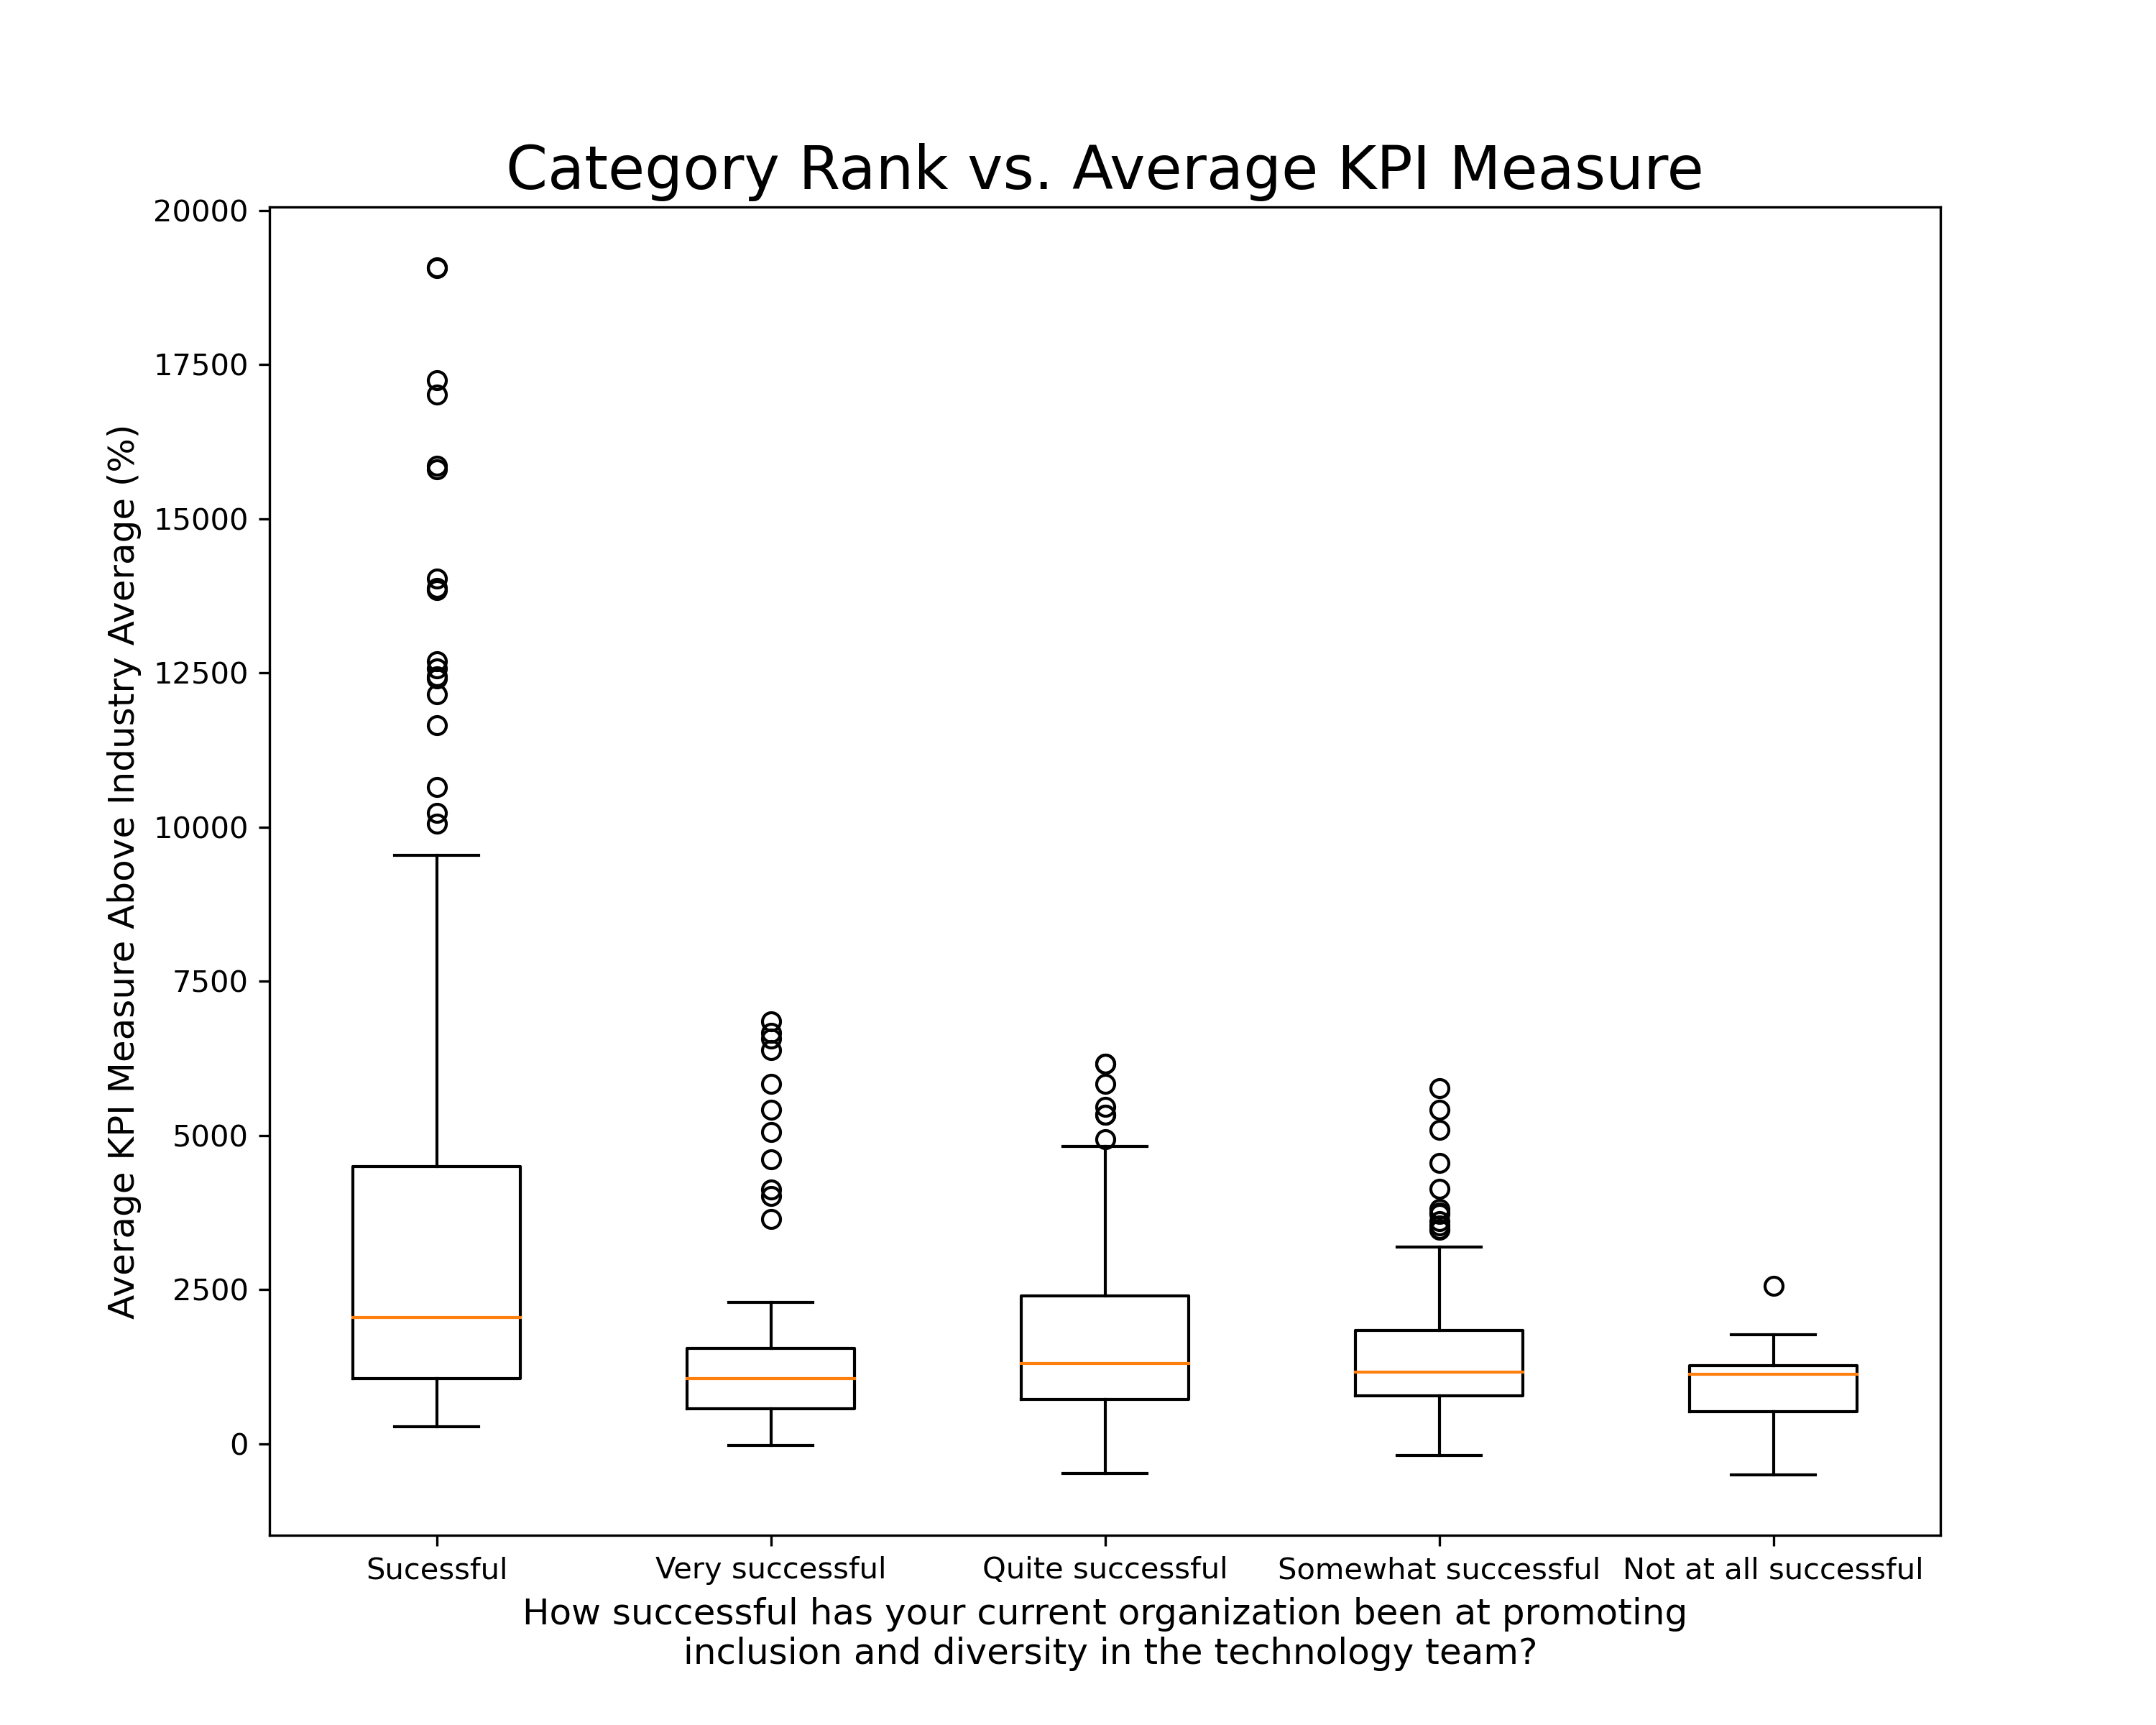 Category Rank vs. Average KPI Measure
Average KPI Measure Above Industry Average (%)
20000
17500
15000
12500
10000
7500
5000
2500
0
Sucessful
Very successful
Quite successful
Somewhat successful
Not at all successful
How successful has your current organization been at promoting
inclusion and diversity in the technology team?